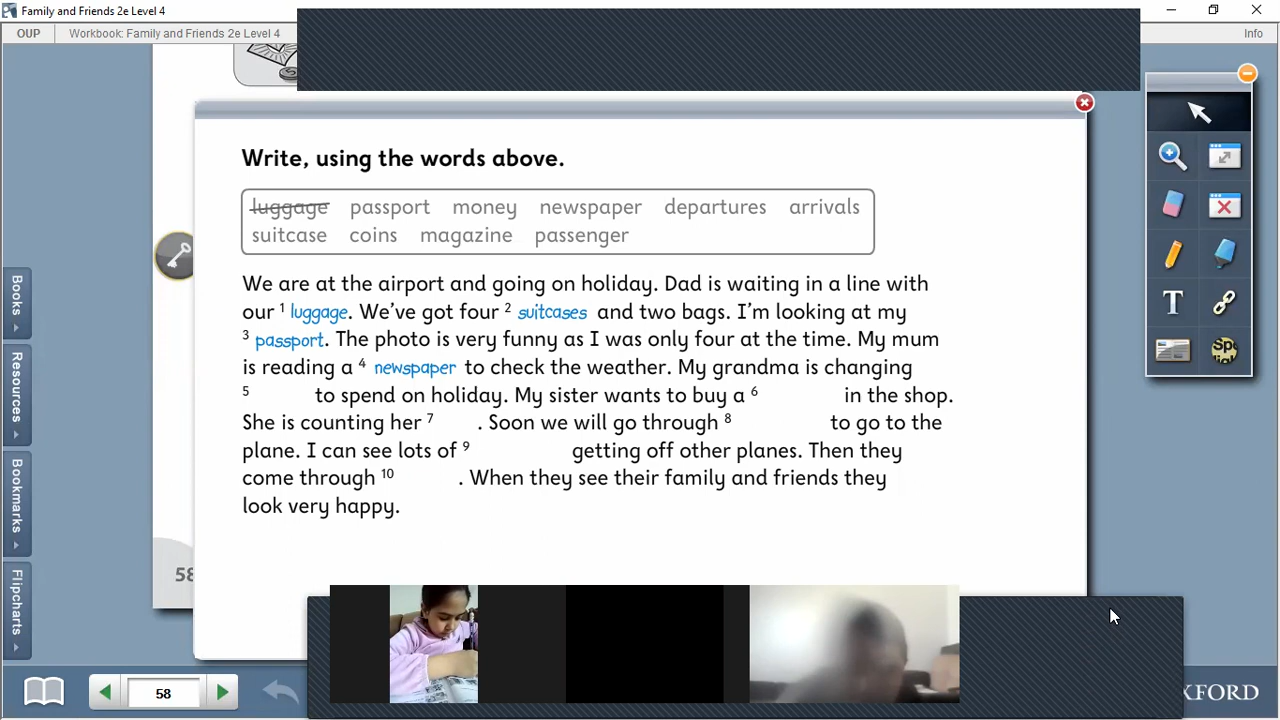 Family and Friends 2e Level 4
OUP
Workbook: Family and Friends 2e Level 4
Info
Write, using the words above.
luggage passport money newspaper departures arrivals
suitcase coins magazine passenger
We are at the airport and going on holiday. Dad is waiting in a line with
our 1 luggage. We've got four 2 suitcases and two bags. I'm looking at my
3 passport. The photo is very funny as I was only four at the time. My mum
is reading a 4 newspaper to check the weather. My grandma is changing
5 to spend on holiday. My sister wants to buy a 6 in the shop.
She is counting her 7 . Soon we will go through 8 to go to the
plane. I can see lots of 9 getting off other planes. Then they
come through 10 . When they see their family and friends they
look very happy.
Books
Resources
Bookmarks
Flipcharts
T
58
58